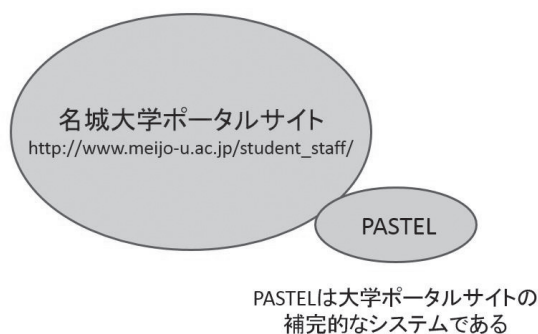 名城大学ポータルサイト
http://www.meijo-u.ac.jp/student_staff/
PASTEL
PASTELは大学ポータルサイトの
補完的なシステムである